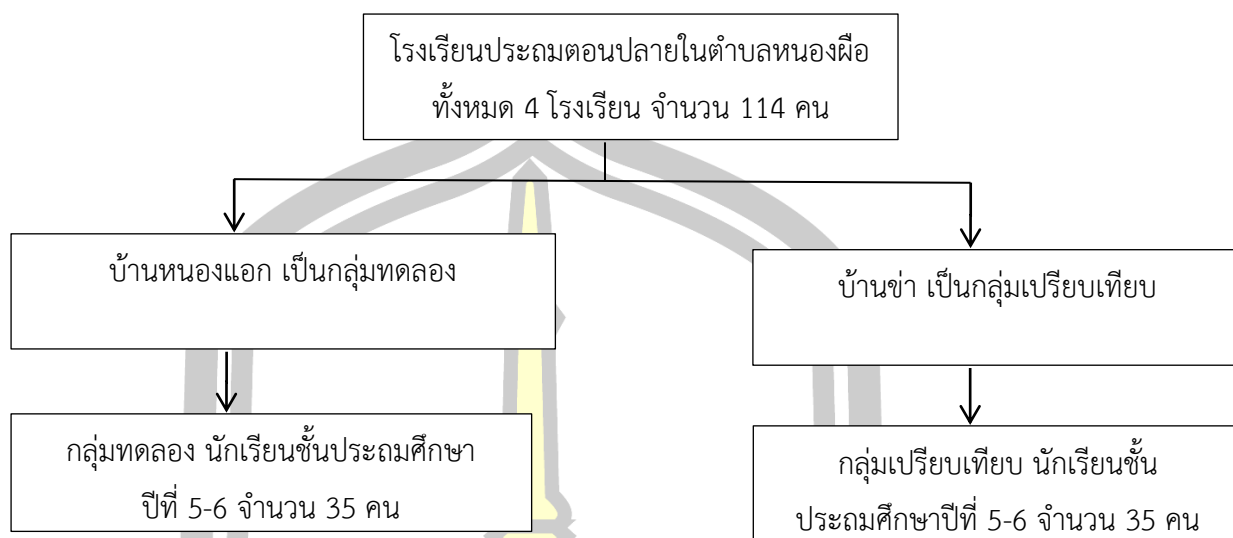 โรงเรียนประถมตอนปลายในตำบลหนองผือ
ทั้งหมด 4 โรงเรียน จำนวน 114 คน
บ้านหนองแอก เป็นกลุ่มทดลอง
บ้านข่า เป็นกลุ่มเปรียบเทียบ
กลุ่มทดลอง นักเรียนชั้นประถมศึกษา
ปีที่ 5-6 จำนวน 35 คน
กลุ่มเปรียบเทียบ นักเรียนชั้น
ประถมศึกษาปีที่ 5-6 จำนวน 35 คน